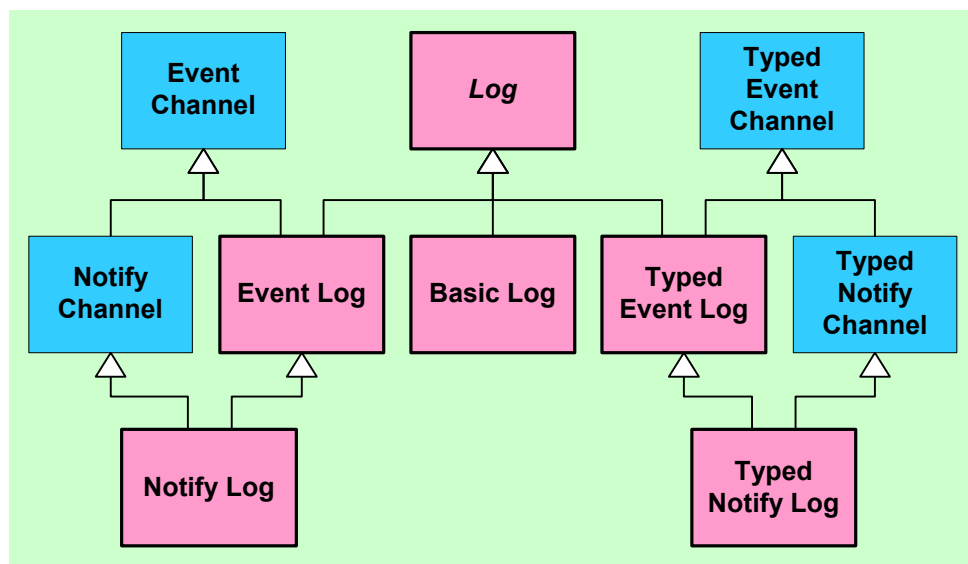 Event
Channel
Log
Typed
Event
Channel
Notify
Channel
Event Log
Basic Log
Typed
Event Log
Typed
Notify
Channel
Notify Log
Typed
Notify Log